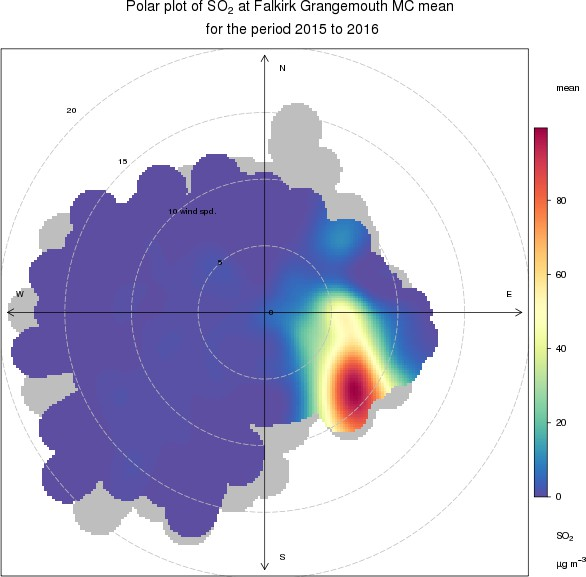 Polar plot of SO₂ at Falkirk Grangemouth MC mean
for the period 2015 to 2016
N
mean
20
15
80
10 wind spd.
5
60
W
E
0
40
20
0
SO₂
S
µg m⁻³